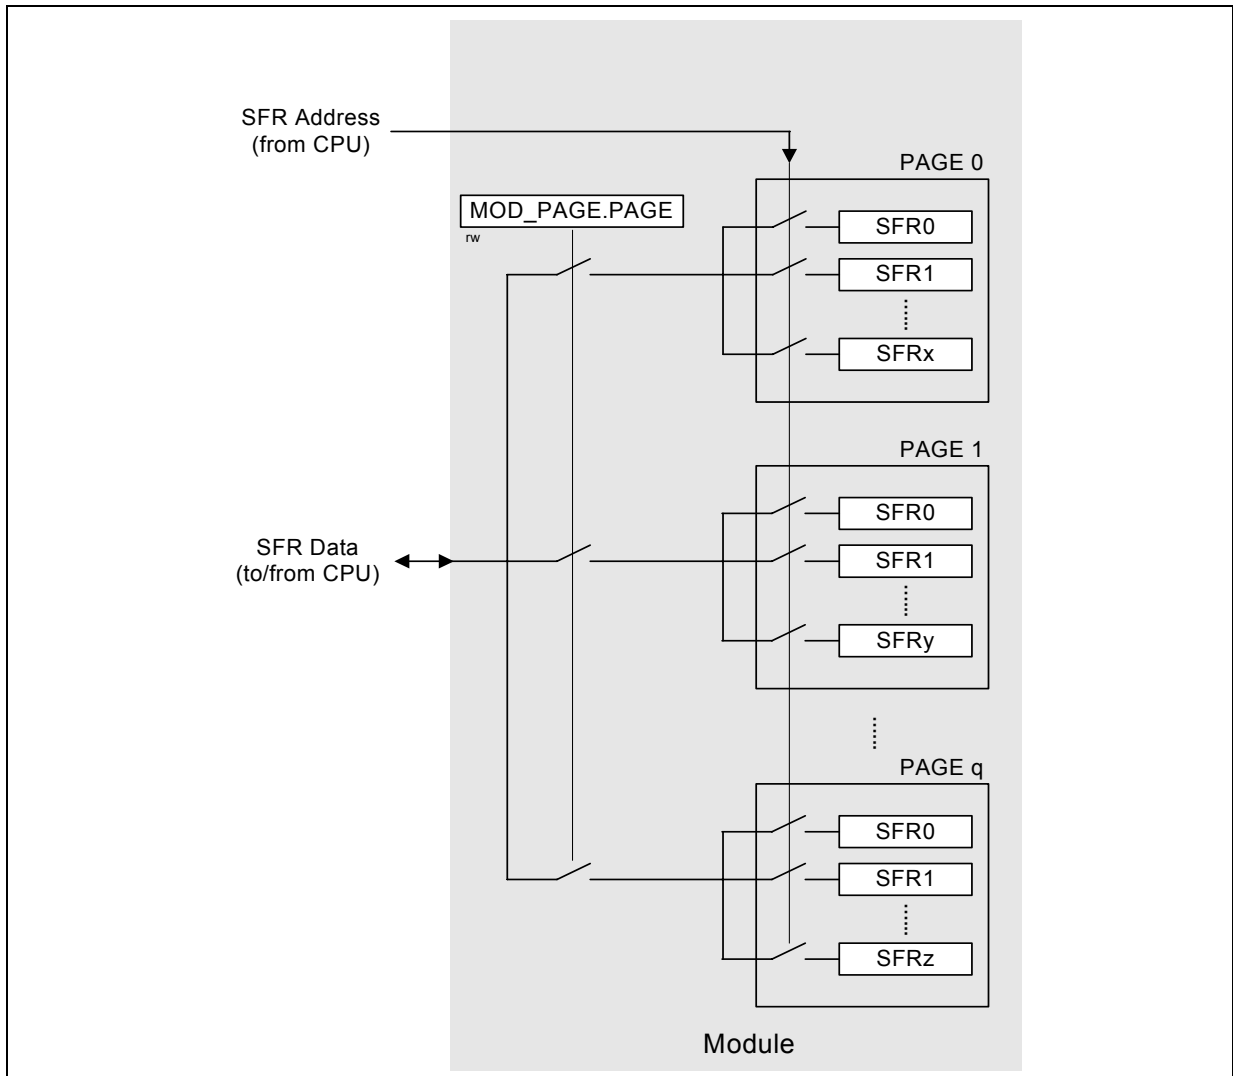 SFR Address
(from CPU)
PAGE 0
MOD_PAGE.PAGE
rw
SFR0
SFR1
SFRx
PAGE 1
SFR0
SFR1
SFRy
SFR Data
(to/from CPU)
PAGE q
SFR0
SFR1
SFRz
Module